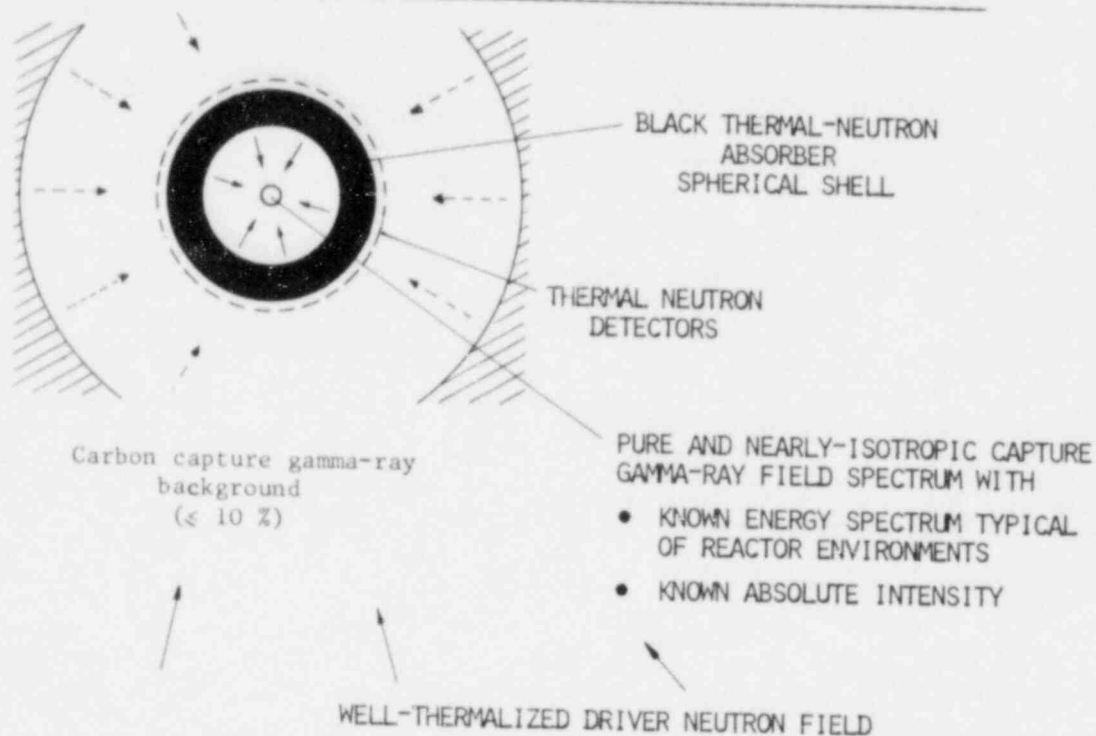 BLACK THERMAL-NEUTRON
ABSORBER
SPHERICAL SHELL
THERMAL NEUTRON
DETECTORS
Carbon capture gamma-ray
background
(≤ 10 %)
PURE AND NEARLY-ISOTROPIC CAPTURE
GAMMA-RAY FIELD SPECTRUM WITH
• KNOWN ENERGY SPECTRUM TYPICAL
OF REACTOR ENVIRONMENTS
• KNOWN ABSOLUTE INTENSITY
WELL-THERMALIZED DRIVER NEUTRON FIELD